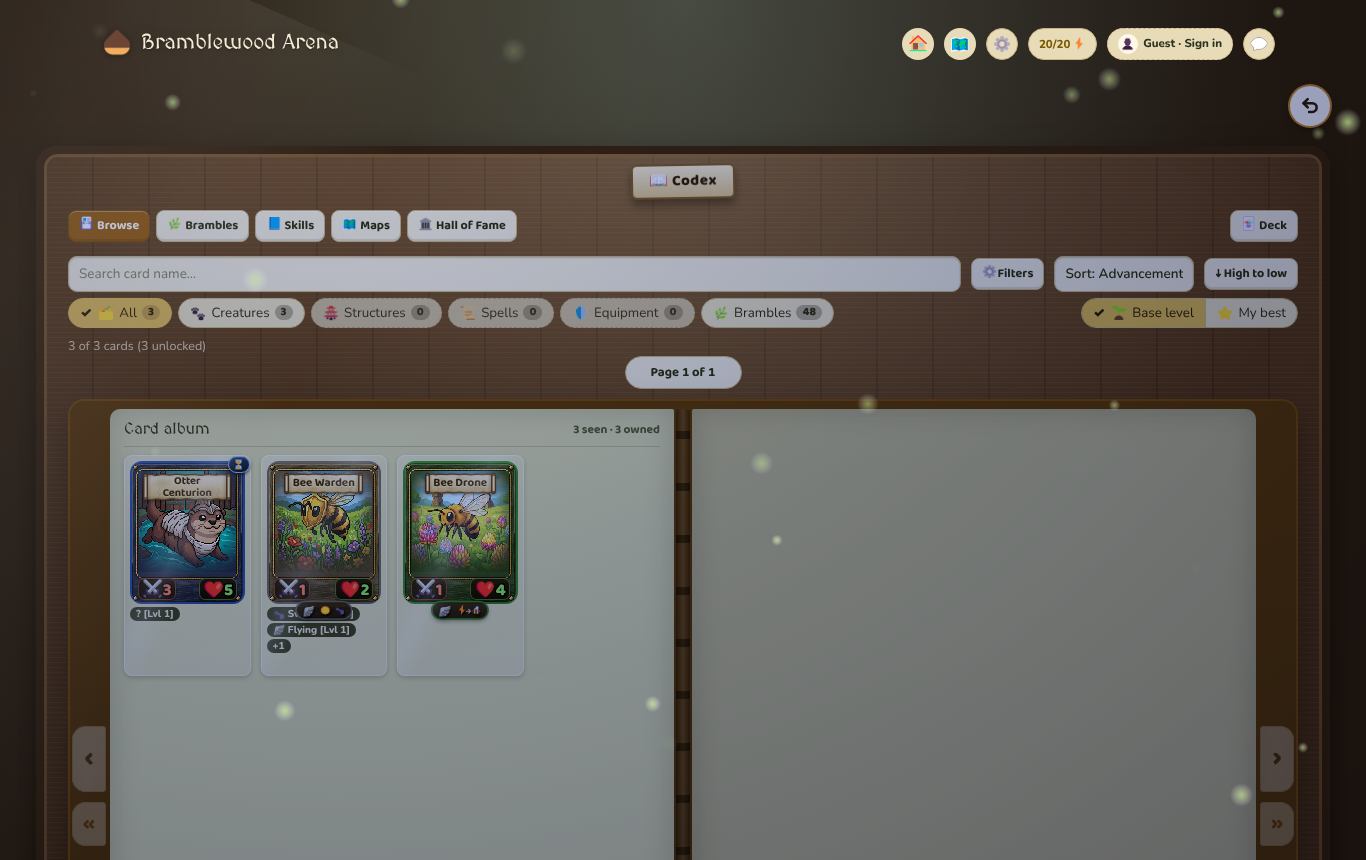 Bramblewood Arena
20/20
Guest · Sign in
Codex
Browse
Brambles
Skills
Maps
Hall of Fame
Deck
Search card name...
Filters
Sort: Advancement
↓ High to low
All 3
Creatures 3
Structures 0
Spells 0
Equipment 0
Brambles 48
Base level
My best
3 of 3 cards (3 unlocked)
Page 1 of 1
Card album
3 seen · 3 owned
Otter
Centurion
3
5
? [Lvl 1]
Bee Warden
1
2
Flying [Lvl 1]
+1
Bee Drone
1
4